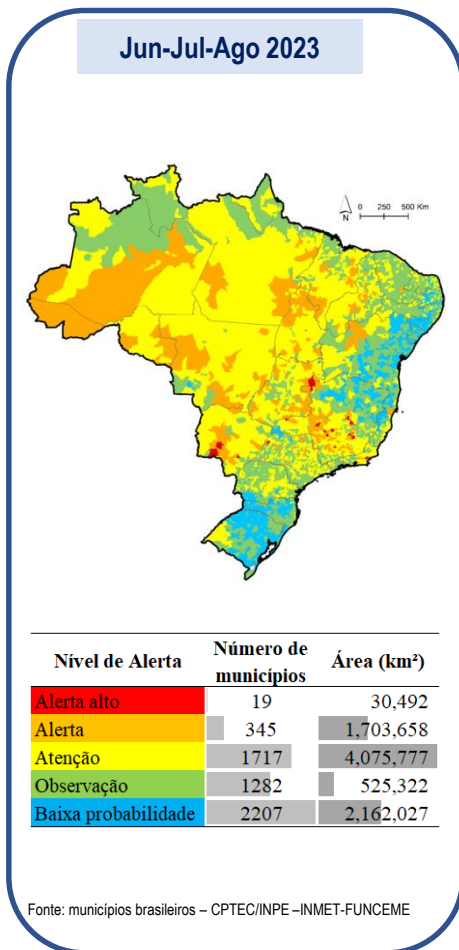 Jun-Jul-Ago 2023
N 0 250 500 Km
Nível de Alerta Número de municípios Área (km²)
Alerta alto 19 30,492
Alerta 345 1,703,658
Atenção 1717 4,075,777
Observação 1282 525,322
Baixa probabilidade 2207 2,162,027
Fonte: municípios brasileiros – CPTEC/INPE –INMET-FUNCEME